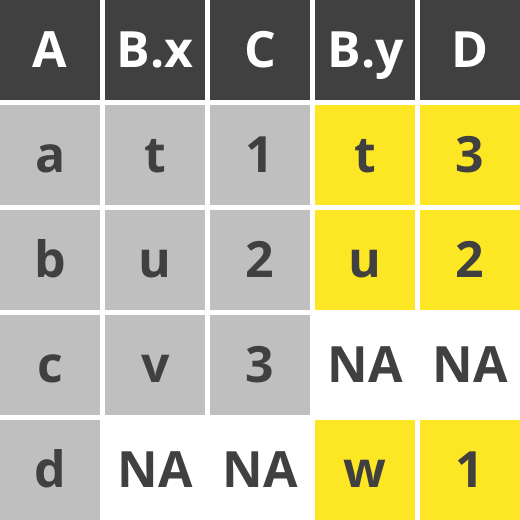 A B.x C B.y D
a t 1 t 3
b u 2 u 2
c v 3 NA NA
d NA NA w 1